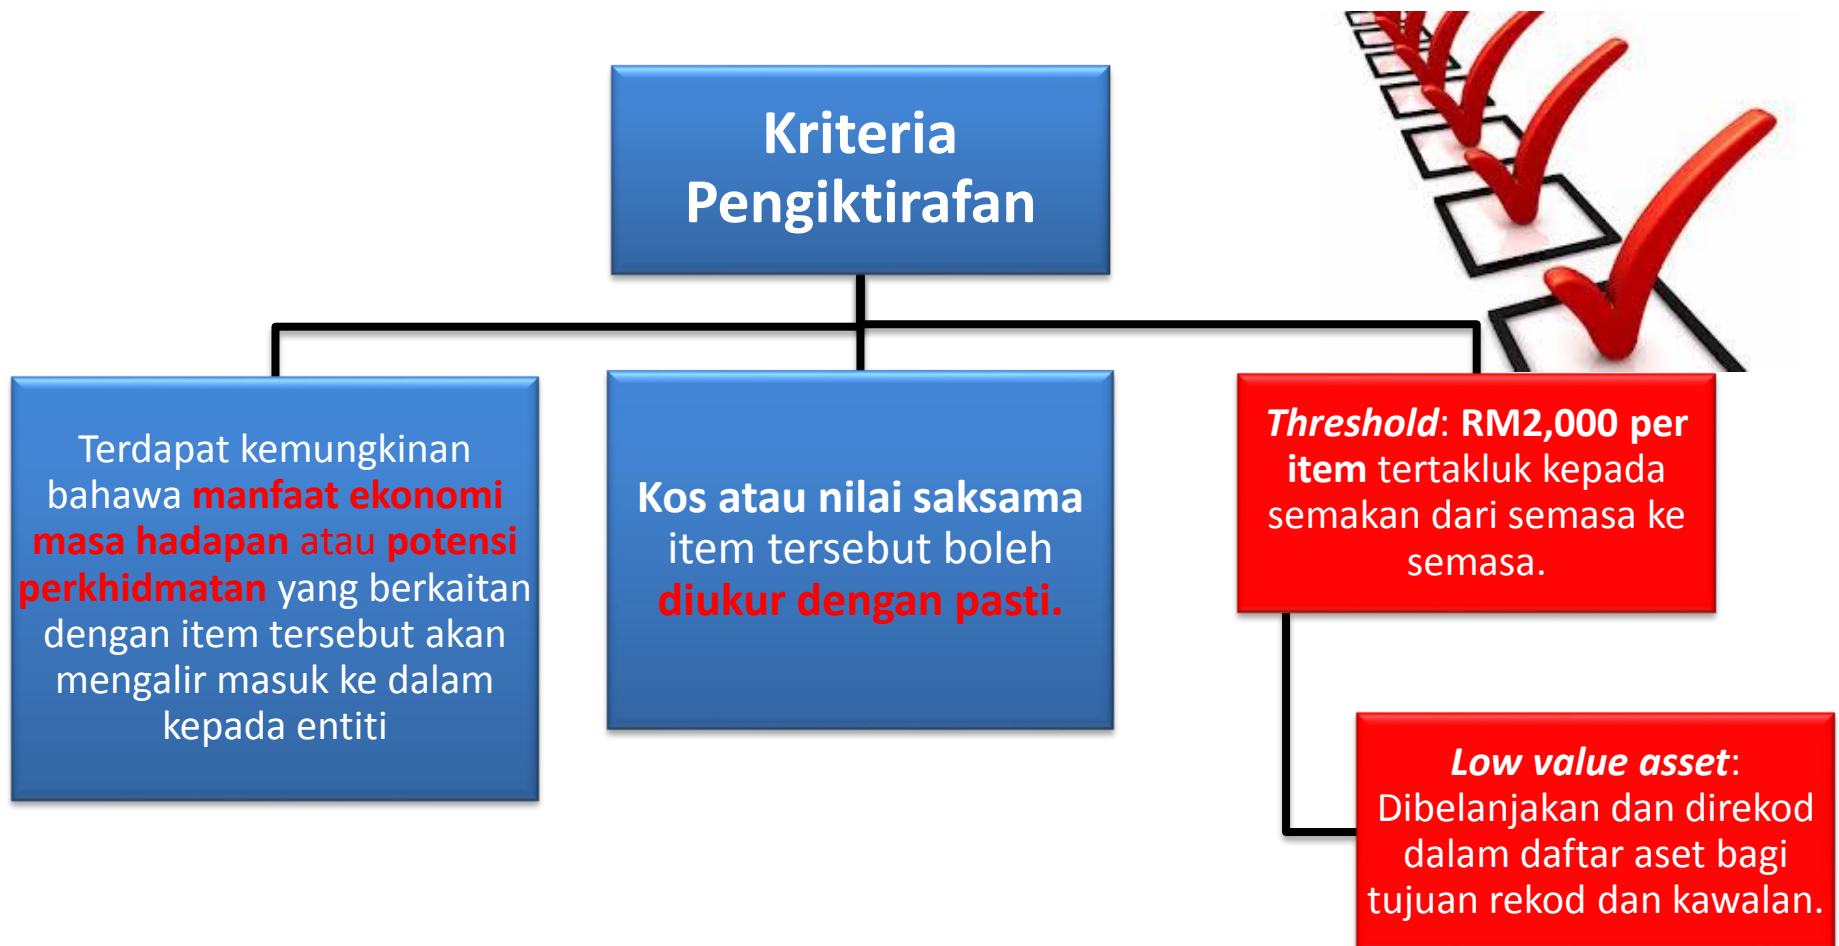 Kriteria
Pengiktirafan
Terdapat kemungkinan
bahawa manfaat ekonomi
masa hadapan atau potensi
perkhidmatan yang berkaitan
dengan item tersebut akan
mengalir masuk ke dalam
kepada entiti
Kos atau nilai saksama
item tersebut boleh
diukur dengan pasti.
Threshold: RM2,000 per
item tertakluk kepada
semakan dari semasa ke
semasa.
Low value asset:
Dibelanjakan dan direkod
dalam daftar aset bagi
tujuan rekod dan kawalan.